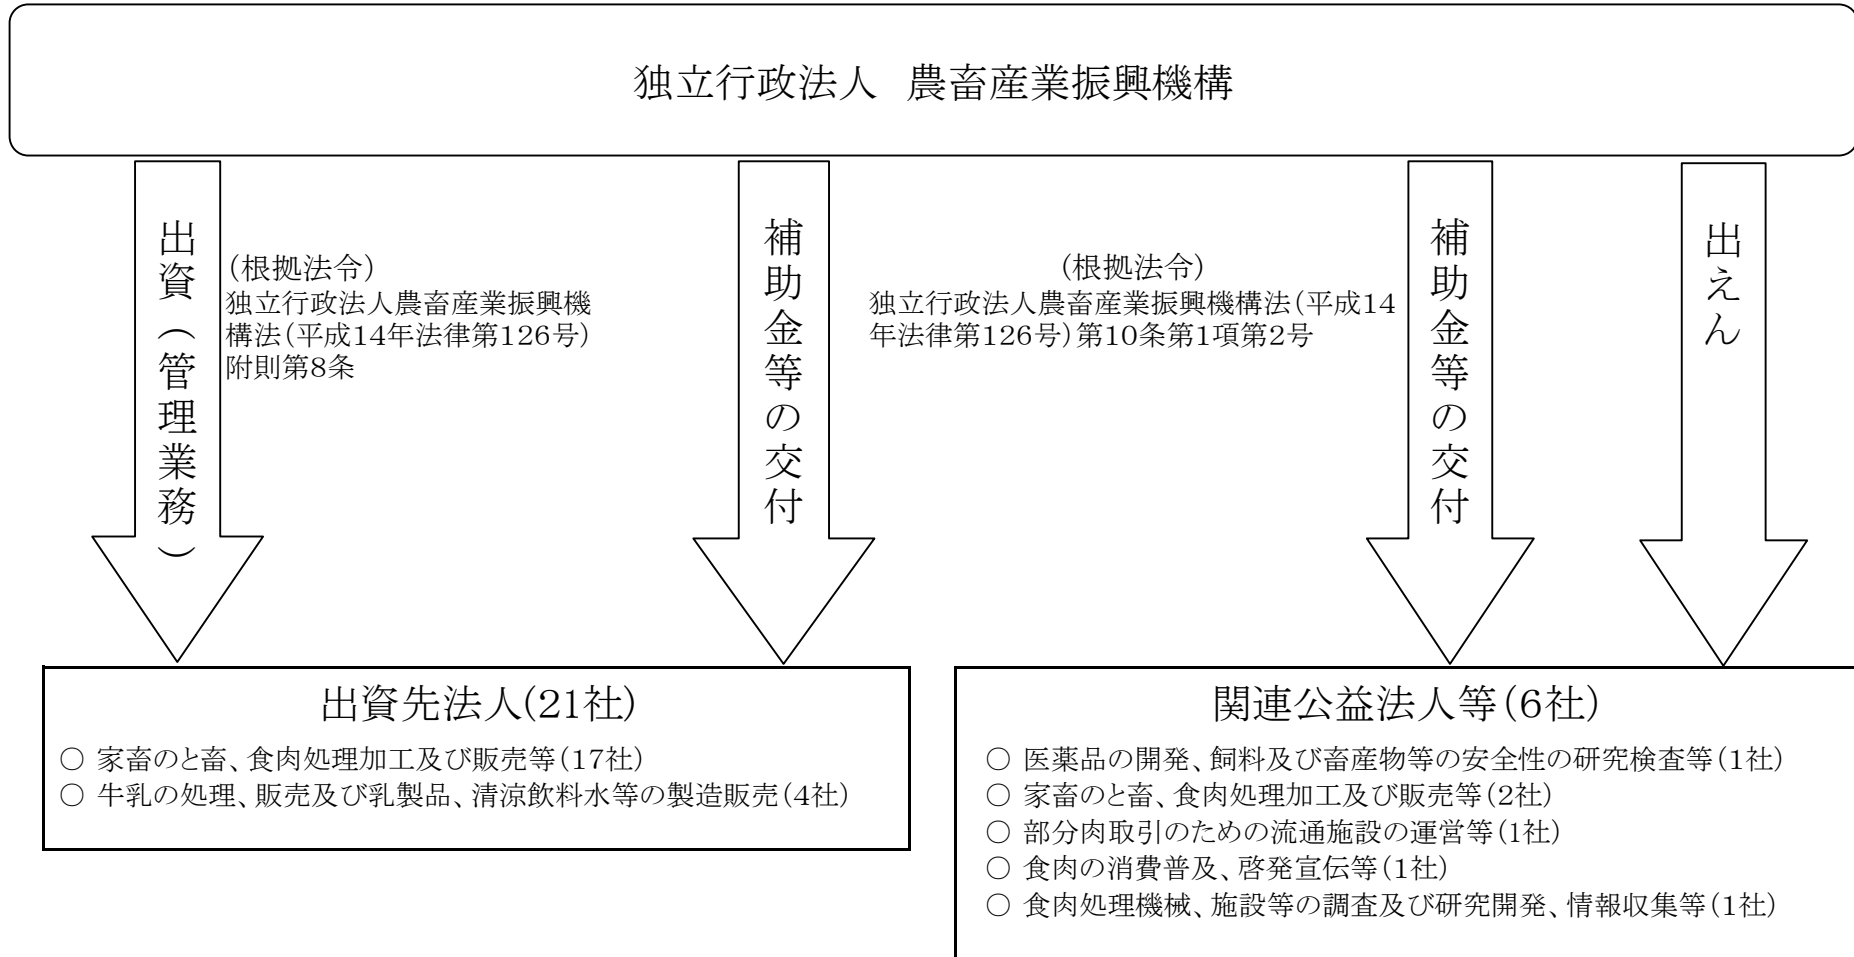 独立行政法人　農畜産業振興機構
出資（管理業務）
(根拠法令)
独立行政法人農畜産業振興機
構法(平成14年法律第126号)
附則第8条
補助金等の交付
(根拠法令)
独立行政法人農畜産業振興機構法(平成14
年法律第126号)第10条第1項第2号
補助金等の交付
出えん
出資先法人(21社)
○ 家畜のと畜、食肉処理加工及び販売等(17社)
○ 牛乳の処理、販売及び乳製品、清涼飲料水等の製造販売(4社)
関連公益法人等(6社)
○ 医薬品の開発、飼料及び畜産物等の安全性の研究検査等(1社)
○ 家畜のと畜、食肉処理加工及び販売等(2社)
○ 部分肉取引のための流通施設の運営等(1社)
○ 食肉の消費普及、啓発宣伝等(1社)
○ 食肉処理機械、施設等の調査及び研究開発、情報収集等(1社)